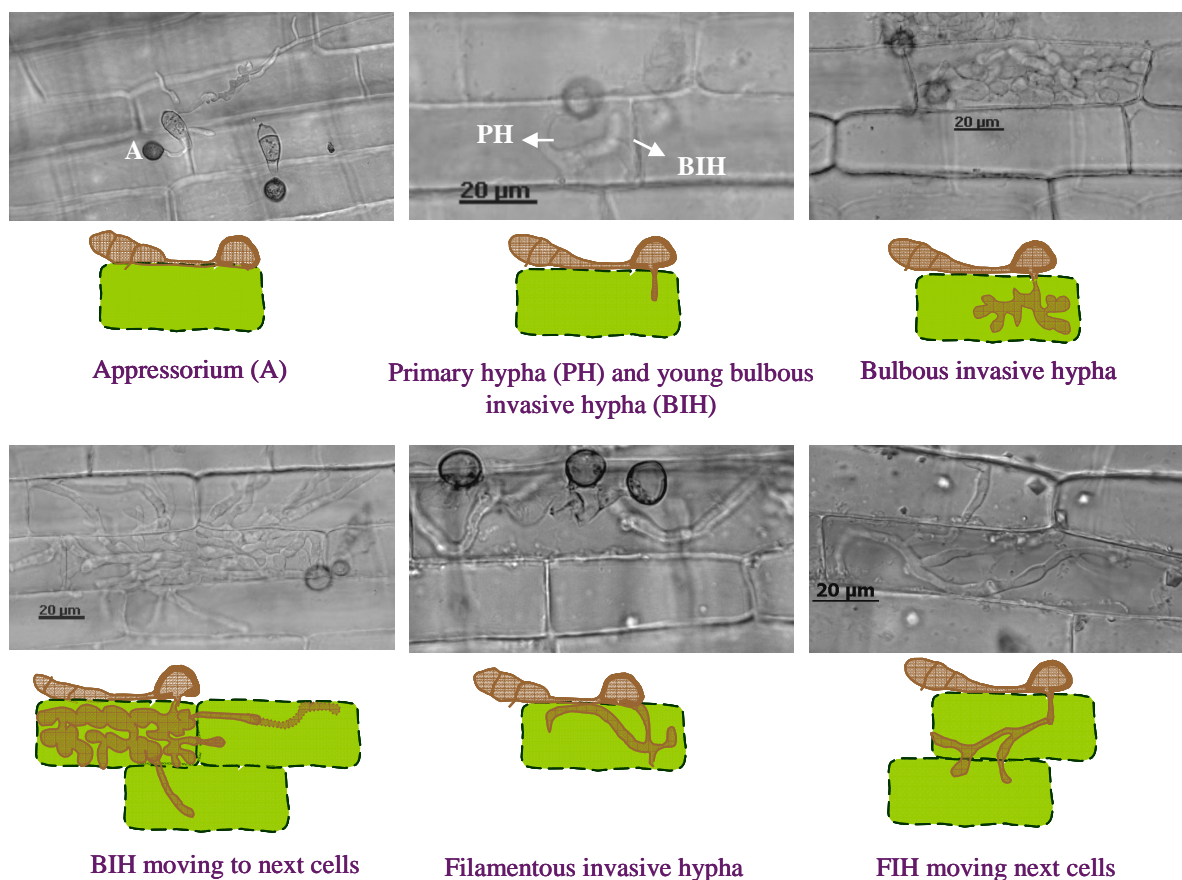 A
PH
BIH
20 µm
20 µm
Appressorium (A)
Primary hypha (PH) and young bulbous
invasive hypha (BIH)
Bulbous invasive hypha
20 µm
20 µm
BIH moving to next cells
Filamentous invasive hypha
FIH moving next cells